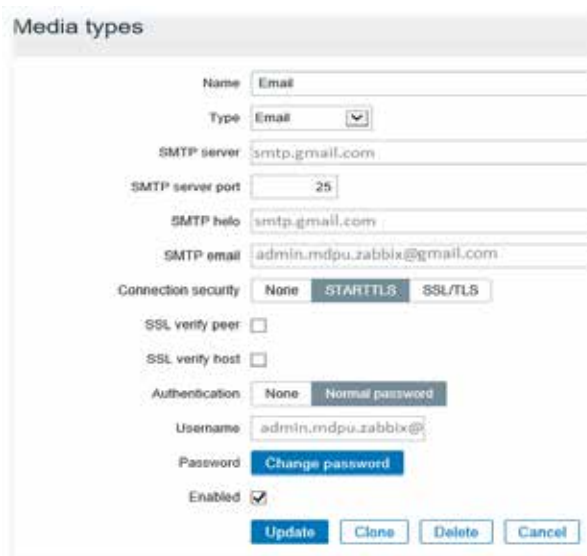 Media types
Name Email
Type Email
SMTP server smtp.gmail.com
SMTP server port 25
SMTP helo smtp.gmail.com
SMTP email admin.mdpu.zabbix@gmail.com
Connection security None STARTTLS SSL/TLS
SSL verify peer
SSL verify host
Authentication None Normal password
Username admin.mdpu.zabbix@
Password Change password
Enabled
Update Clone Delete Cancel